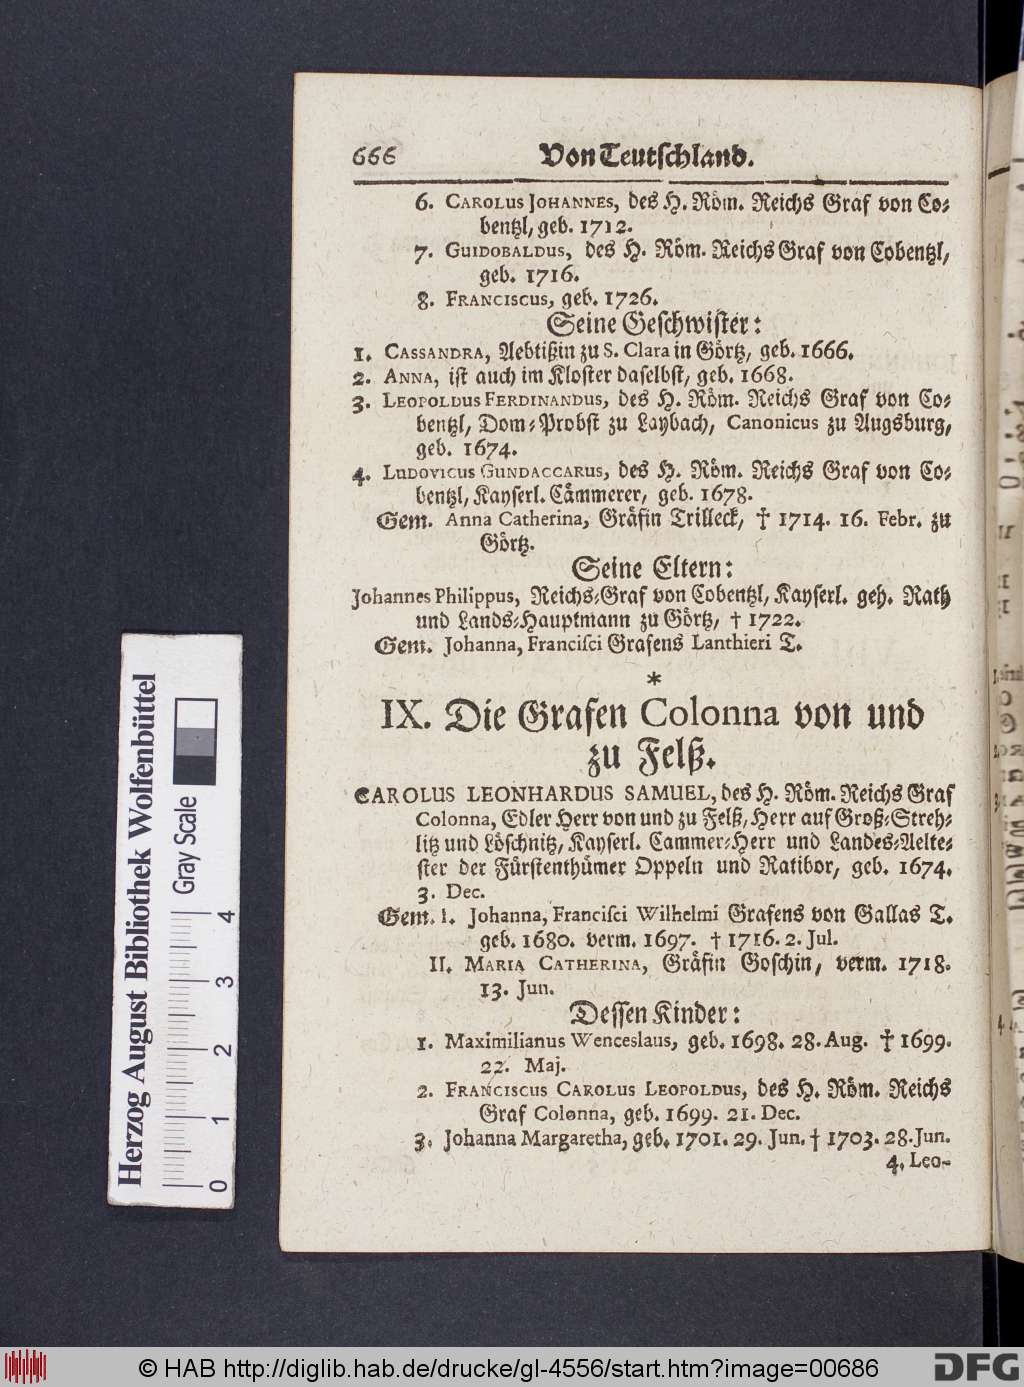 666 Von Teutſchland.
6. CAROLUS JOHANNES, des H. Röm. Reichs Graf von Co⸗
bentzl, geb. 1712.
7. GUIDOBALDUS, des H. Röm. Reichs Graf von Cobentzl,
geb. 1716.
8. FRANCISCUS, geb. 1726.
Seine Geſchwiſter:
1. CASSANDRA, Aebtißin zu S. Clara in Görtz, geb. 1666.
2. ANNA, iſt auch im Kloſter daſelbſt, geb. 1668.
3. LEOPOLDUS FERDINANDUS, des H. Röm. Reichs Graf von Co⸗
bentzl, Dom⸗Probſt zu Laybach, Canonicus zu Augsburg,
geb. 1674.
4. LUDOVICUS GUNDACCARUS, des H. Röm. Reichs Graf von Co⸗
bentzl, Kayſerl. Cämmerer, geb. 1678.
Gem. Anna Catherina, Gräfin Trilleck, † 1714. 16. Febr. zu
Görtz.
Seine Eltern:
Johannes Philippus, Reichs⸗Graf von Cobentzl, Kayſerl. geh. Rath
und Lands⸗Hauptmann zu Görtz, † 1722.
Gem. Johanna, Franciſci Grafens Lanthieri T.
*
IX. Die Grafen Colonna von und
zu Felß.
CAROLUS LEONHARDUS SAMUEL, des H. Röm. Reichs Graf
Colonna, Edler Herr von und zu Felß, Herr auf Groß⸗Streh⸗
litz und Löſchnitz, Kayſerl. Cammer⸗Herr und Landes⸗Aelte⸗
ſter der Fürſtenthümer Oppeln und Ratibor, geb. 1674.
3. Dec.
Gem. I. Johanna, Franciſci Wilhelmi Grafens von Gallas T.
geb. 1680. verm. 1697. † 1716. 2. Jul.
II. MARIA CATHERINA, Gräfin Goſchin, verm. 1718.
13. Jun.
Deſſen Kinder:
1. Maximilianus Wenceslaus, geb. 1698. 28. Aug. † 1699.
22. Maj.
2. FRANCISCUS CAROLUS LEOPOLDUS, des H. Röm. Reichs
Graf Colonna, geb. 1699. 21. Dec.
3. Johanna Margaretha, geb. 1701. 29. Jun. † 1703. 28. Jun.
4. Leo-
Herzog August Bibliothek Wolfenbüttel
Gray Scale
0 1 2 3 4
© HAB http://diglib.hab.de/drucke/gl-4556/start.htm?image=00686
DFG